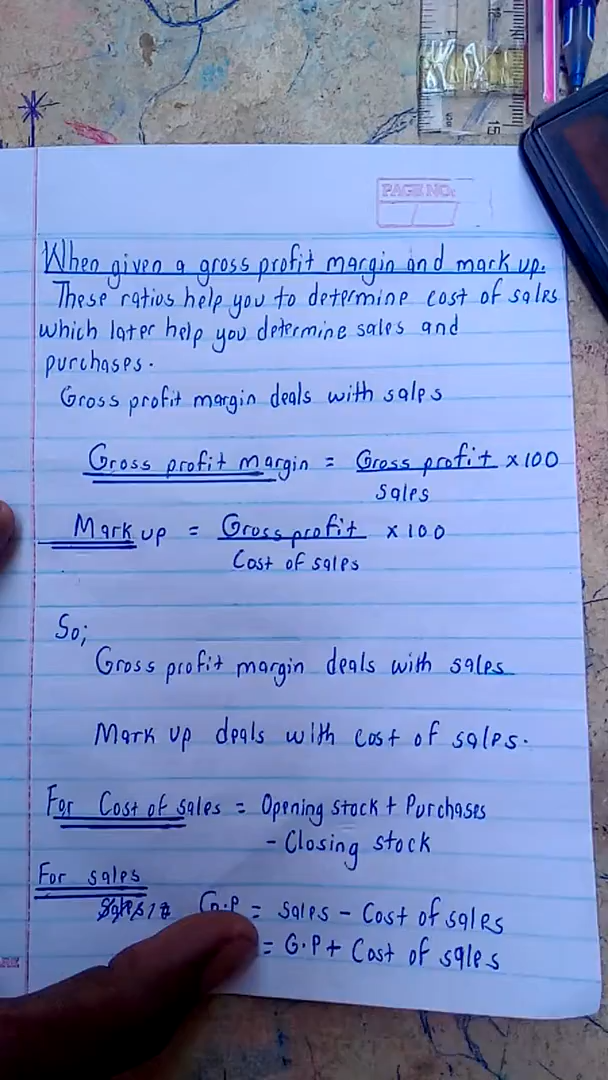 PAGE NO:
When given a gross profit margin and mark up.
These ratios help you to determine cost of sales
which later help you determine sales and
purchases.
Gross profit margin deals with sales
Gross profit margin = Gross profit x 100
Sales
Mark up = Gross profit x 100
Cost of sales
So;
Gross profit margin deals with sales
Mark up deals with cost of sales.
For Cost of sales = Opening stock + Purchases
- Closing stock
For sales
G.P = Sales - Cost of sales
= G.P + Cost of sales
15